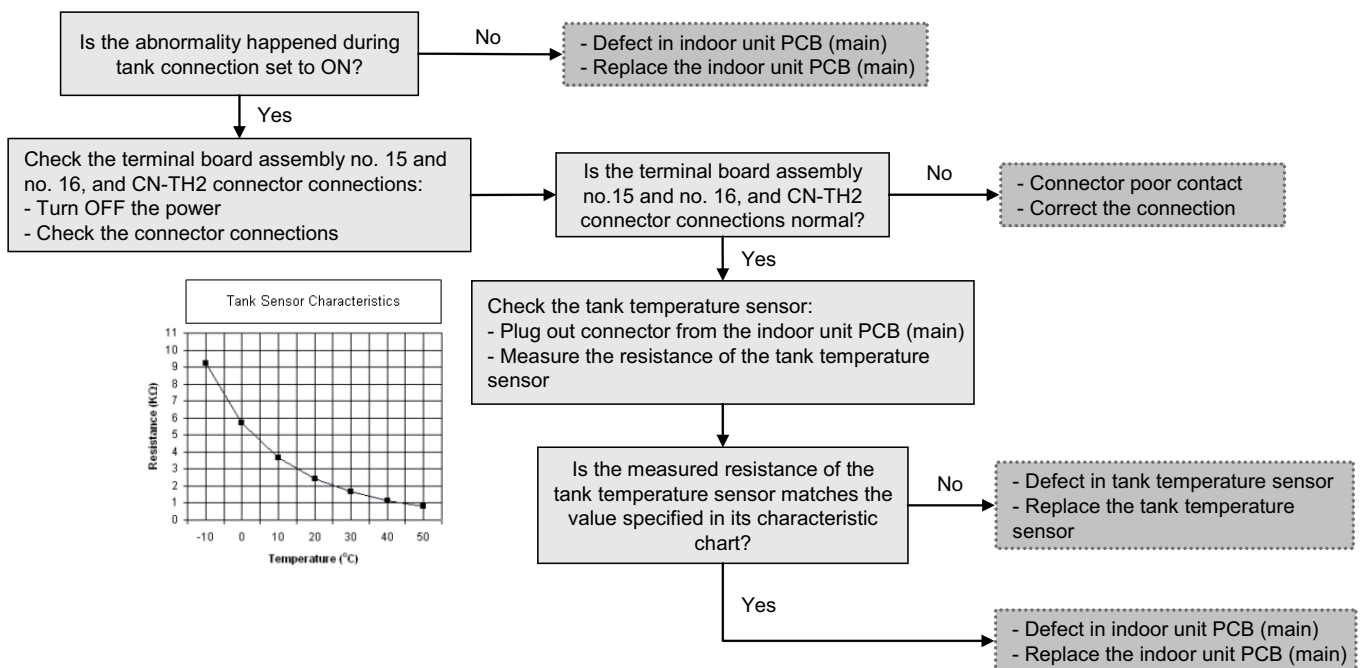 Is the abnormality happened during
tank connection set to ON?
No
- Defect in indoor unit PCB (main)
- Replace the indoor unit PCB (main)
Yes
Check the terminal board assembly no. 15 and
no. 16, and CN-TH2 connector connections:
- Turn OFF the power
- Check the connector connections
Is the terminal board assembly
no.15 and no. 16, and CN-TH2
connector connections normal?
No
- Connector poor contact
- Correct the connection
Yes
Check the tank temperature sensor:
- Plug out connector from the indoor unit PCB (main)
- Measure the resistance of the tank temperature
sensor
Tank Sensor Characteristics
Resistance (KΩ)
11
10
9
8
7
6
5
4
3
2
1
0
-10 0 10 20 30 40 50
Temperature (°C)
Is the measured resistance of the
tank temperature sensor matches the
value specified in its characteristic
chart?
No
- Defect in tank temperature sensor
- Replace the tank temperature
sensor
Yes
- Defect in indoor unit PCB (main)
- Replace the indoor unit PCB (main)